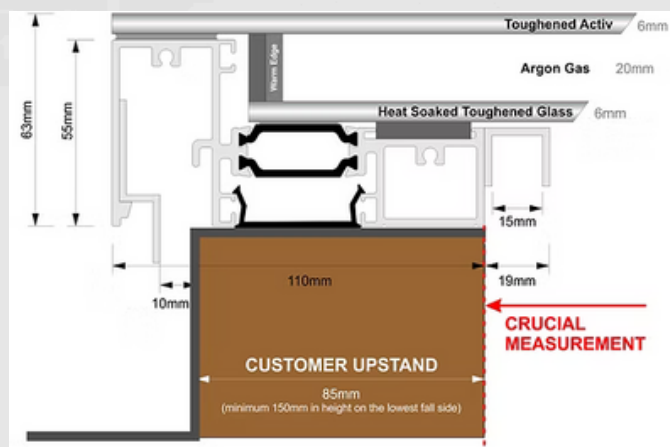 Toughened Activ
6mm
Argon Gas
20mm
Warm Edge
Heat Soaked Toughened Glass
6mm
63mm
55mm
15mm
110mm
19mm
10mm
CRUCIAL
MEASUREMENT
CUSTOMER UPSTAND
85mm
(minimum 150mm in height on the lowest fall side)